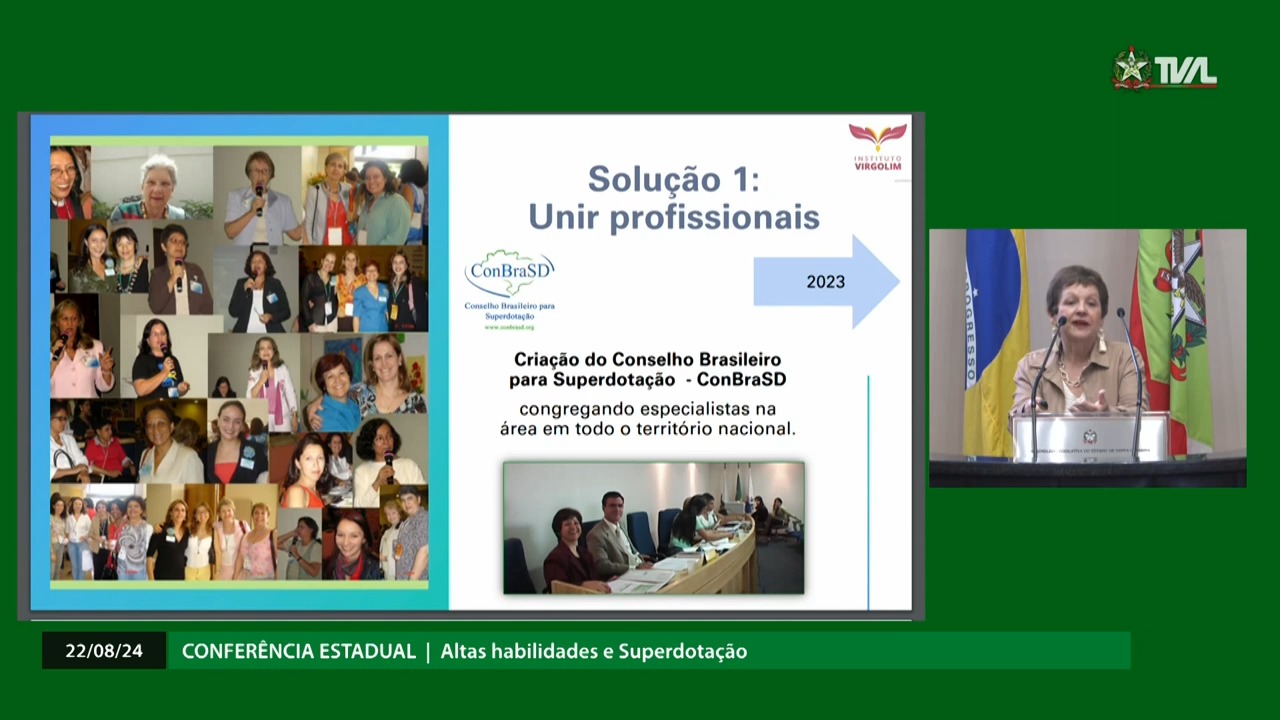 TVAL
INSTITUTO
VIRGOLIM
Solução 1:
Unir profissionais
ConBraSD
Conselho Brasileiro para
Superdotação
www.conbrasd.org
2023
Criação do Conselho Brasileiro
para Superdotação - ConBraSD
congregando especialistas na
área em todo o território nacional.
22/08/24
CONFERÊNCIA ESTADUAL | Altas habilidades e Superdotação